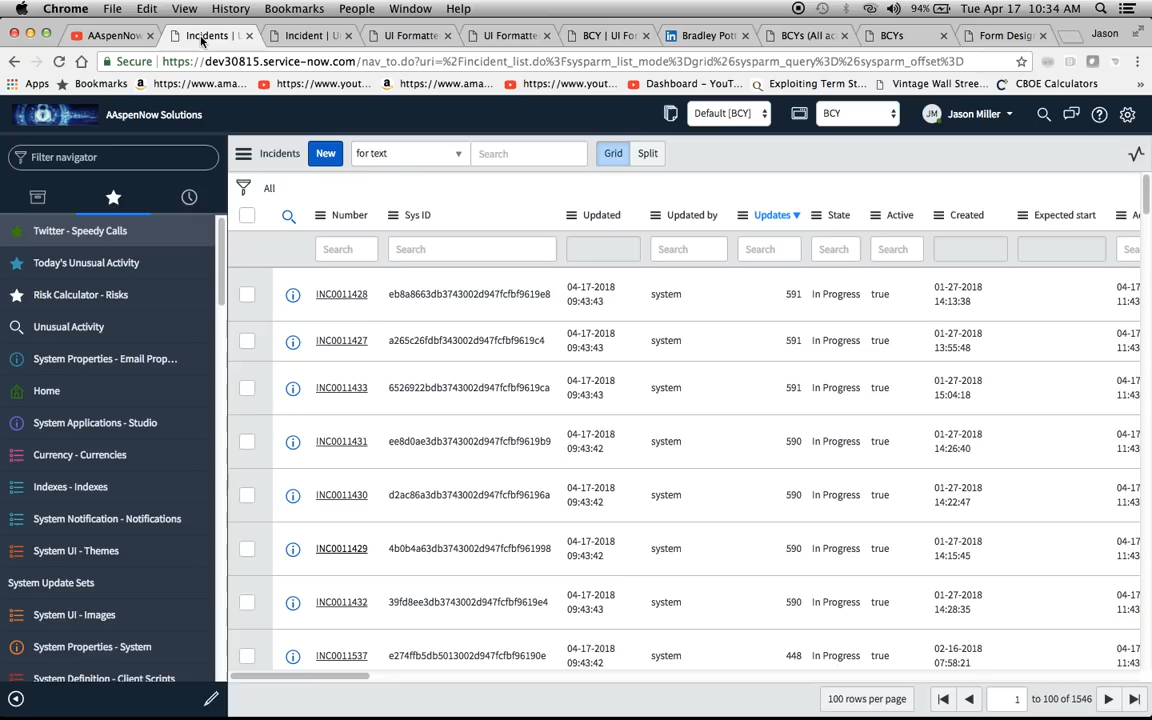 Chrome File Edit View History Bookmarks People Window Help 94% Tue Apr 17 10:34 AM
AAspenNow Incidents | Incident | U UI Formatte UI Formatte BCY | UI Fo Bradley Pott BCYs (All ac BCYs Form Desig Jason
Secure https://dev30815.service-now.com/nav_to.do?uri=%2Fincident_list.do%3Fsysparm_list_mode%3Dgrid%26sysparm_query%3D%26sysparm_offset%3D
Apps Bookmarks https://www.ama... https://www.yout... https://www.ama... https://www.yout... Dashboard - YouT... Exploiting Term St... Vintage Wall Stree... CBOE Calculators »
AAspenNow Solutions Default [BCY] BCY JM Jason Miller
Filter navigator Incidents New for text Search Grid Split
All
Number Sys ID Updated Updated by Updates State Active Created Expected start A
Search Search Search Search Search Search Sea
Twitter - Speedy Calls
Today's Unusual Activity
Risk Calculator - Risks
Unusual Activity
System Properties - Email Prop...
Home
System Applications - Studio
Currency - Currencies
Indexes - Indexes
System Notification - Notifications
System UI - Themes
System Update Sets
System UI - Images
System Properties - System
System Definition - Client Scripts
INC0011428 eb8a8663db3743002d947fcfbf9619e8 04-17-2018 09:43:43 system 591 In Progress true 01-27-2018 14:13:38 04-17 11:43
INC0011427 a265c26fdbf343002d947fcfbf9619c4 04-17-2018 09:43:43 system 591 In Progress true 01-27-2018 13:55:48 04-17 11:43
INC0011433 6526922bdb3743002d947fcfbf9619ca 04-17-2018 09:43:43 system 591 In Progress true 01-27-2018 15:04:18 04-17 11:43
INC0011431 ee8d0ae3db3743002d947fcfbf9619b9 04-17-2018 09:43:42 system 590 In Progress true 01-27-2018 14:26:40 04-17 11:43
INC0011430 d2ac86a3db3743002d947fcfbf96196a 04-17-2018 09:43:42 system 590 In Progress true 01-27-2018 14:22:47 04-17 11:43
INC0011429 4b0b4a63db3743002d947fcfbf961998 04-17-2018 09:43:42 system 590 In Progress true 01-27-2018 14:15:45 04-17 11:43
INC0011432 39fd8ee3db3743002d947fcfbf9619e4 04-17-2018 09:43:43 system 590 In Progress true 01-27-2018 14:28:35 04-17 11:43
INC0011537 e274ffb5db5013002d947fcfbf96190e 04-17-2018 09:43:42 system 448 In Progress true 02-16-2018 07:58:21 04-17 11:43
100 rows per page 1 to 100 of 1546